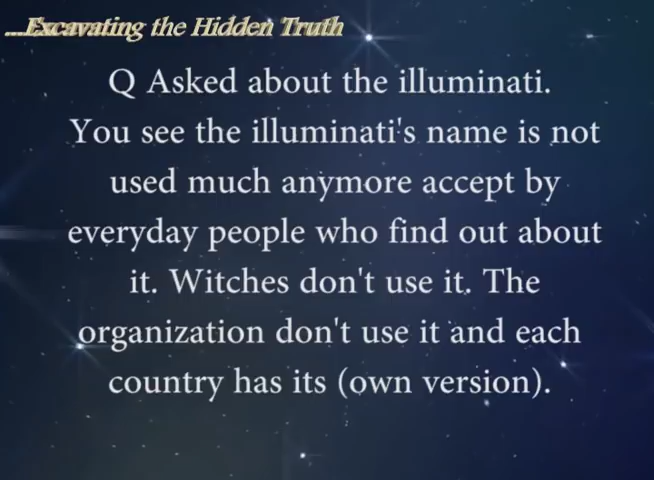 ...Excavating the Hidden Truth
Q Asked about the illuminati.
You see the illuminati's name is not
used much anymore accept by
everyday people who find out about
it. Witches don't use it. The
organization don't use it and each
country has its (own version).